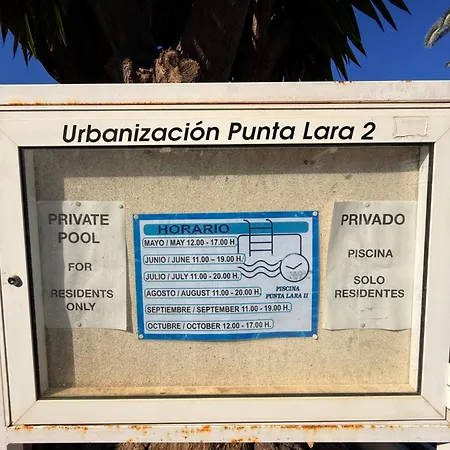 Urbanización Punta Lara 2
PRIVATE
POOL
FOR
RESIDENTS
ONLY
HORARIO
MAYO / MAY 12.00 - 17.00 H.
JUNIO / JUNE 11.00 – 19.00 H.
JULIO / JULY 11.00 - 20.00 H.
AGOSTO / AUGUST 11.00 - 20.00 H.
SEPTIEMBRE / SEPTEMBER 11.00 - 19.00 H.
OCTUBRE / OCTOBER 12.00 - 17.00 H.
PISCINA
PUNTA LARA II
PRIVADO
PISCINA
SOLO
RESIDENTES